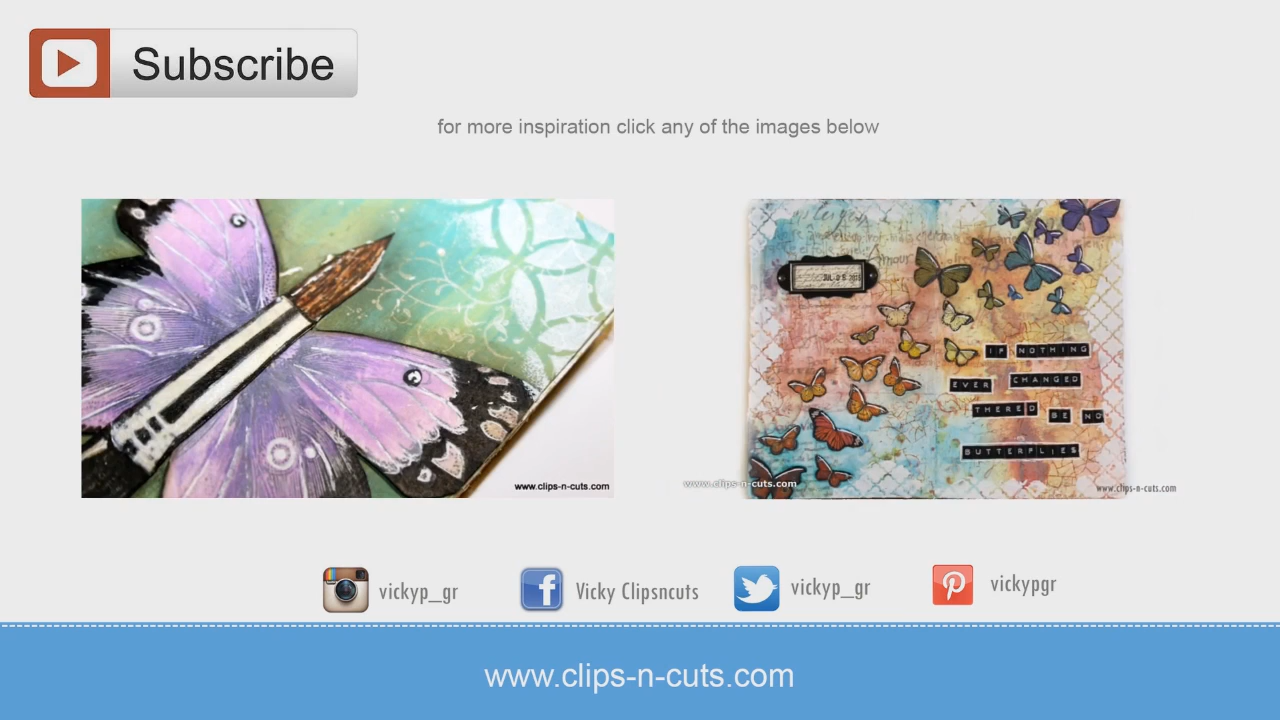 Subscribe
for more inspiration click any of the images below
www.clips-n-cuts.com
IF NOTHING
EVER CHANGED
THERED BE NO
BUTTERFLIES
www.clips-n-cuts.com
www.clips-n-cuts.com
vickyp_gr
Vicky Clipsncuts
vickyp_gr
vickypgr
www.clips-n-cuts.com